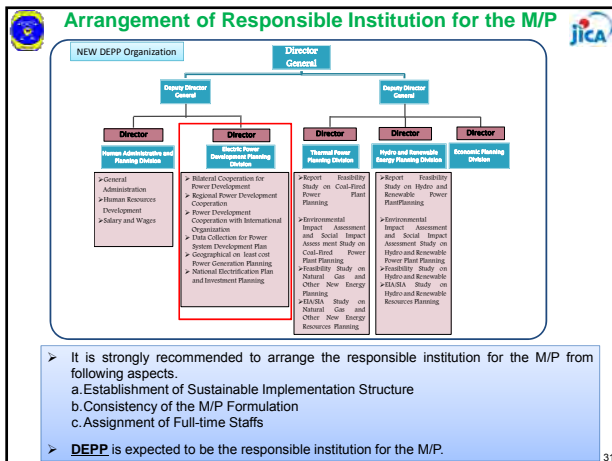 Arrangement of Responsible Institution for the M/P
jICA
NEW DEPP Organization
Director
General
Deputy Director
General
Deputy Director
General
Director
Director
Director
Director
Director
Human Administrative and
Planning Division
Electric Power
Development Planning
Division
Thermal Power
Planning Division
Hydro and Renewable
Energy Planning Division
Economic Planning
Division
➢General
Administration
➢Human Resources
Development
➢Salary and Wages
➢ Bilateral Cooperation for
Power Development
➢ Regional Power Development
Cooperation
➢ Power Development
Cooperation with International
Organization
➢ Data Collection for Power
System Development Plan
➢ Geographical on least cost
Power Generation Planning
➢ National Electrification Plan
and Investment Planning
➢Report Feasibility
Study on Coal-Fired
Power Plant
Planning
➢Environmental
Impact Assessment
and Social Impact
Assess ment Study on
Coal-Fired Power
Plant Planning
➢Feasibility Study on
Natural Gas and
Other New Energy
Planning
➢EIA/SIA Study on
Natural Gas and
Other New Energy
Resources Planning
➢Report Feasibility
Study on Hydro and
Renewable Power
PlantPlanning
➢Environmental
Impact Assessment
and Social Impact
Assessment Study on
Hydro and Renewable
Power Plant Planning
➢Feasibility Study on
Hydro and Renewable
➢EIA/SIA Study on
Hydro and Renewable
Resources Planning
➢ It is strongly recommended to arrange the responsible institution for the M/P from
following aspects.
a.Establishment of Sustainable Implementation Structure
b.Consistency of the M/P Formulation
c.Assignment of Full-time Staffs
➢ DEPP is expected to be the responsible institution for the M/P.
31